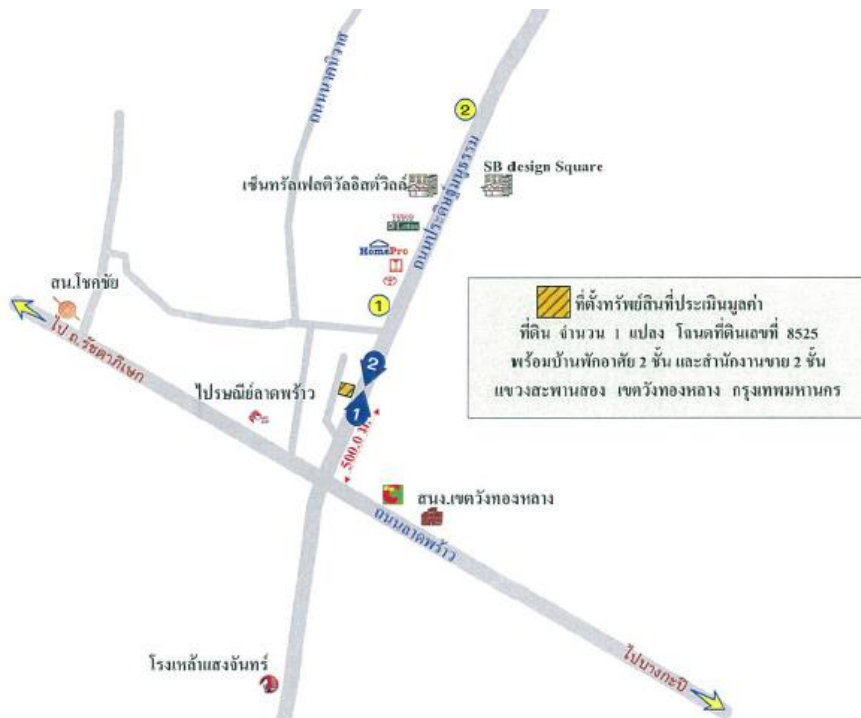 ถนนนาคนิวาส
2
SB design Square
เซ็นทรัลเฟสติวัลอีสต์วิลล์
ถนนประดิษฐ์มนูธรรม
TESCO
Lotus
HomePro
สน.โชคชัย
1
ที่ตั้งทรัพย์สินที่ประเมินมูลค่า
ที่ดิน จำนวน 1 แปลง โฉนดที่ดินเลขที่ 8525
พร้อมบ้านพักอาศัย 2 ชั้น และสำนักงานขาย 2 ชั้น
แขวงสะพานสอง เขตวังทองหลาง กรุงเทพมหานคร
ไป ถ.รัชดาภิเษก
2
ไปรษณีย์ลาดพร้าว
1
500.0 ม.
สนง.เขตวังทองหลาง
ถนนลาดพร้าว
โรงเหล้าแสงจันทร์
ไปบางกะปิ